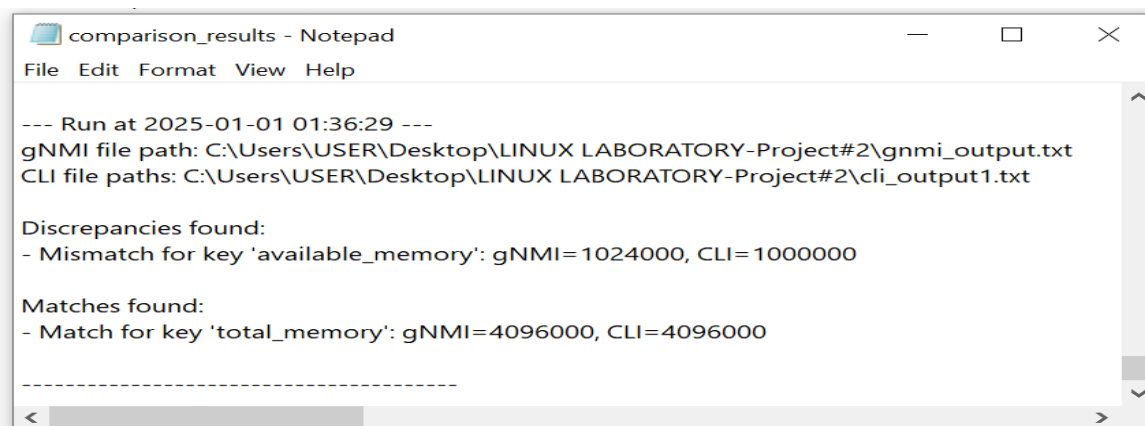 comparison_results - Notepad
File Edit Format View Help
--- Run at 2025-01-01 01:36:29 ---
gNMI file path: C:\Users\USER\Desktop\LINUX LABORATORY-Project#2\gnmi_output.txt
CLI file paths: C:\Users\USER\Desktop\LINUX LABORATORY-Project#2\cli_output1.txt
Discrepancies found:
- Mismatch for key 'available_memory': gNMI=1024000, CLI=1000000
Matches found:
- Match for key 'total_memory': gNMI=4096000, CLI=4096000
----------------------------------------